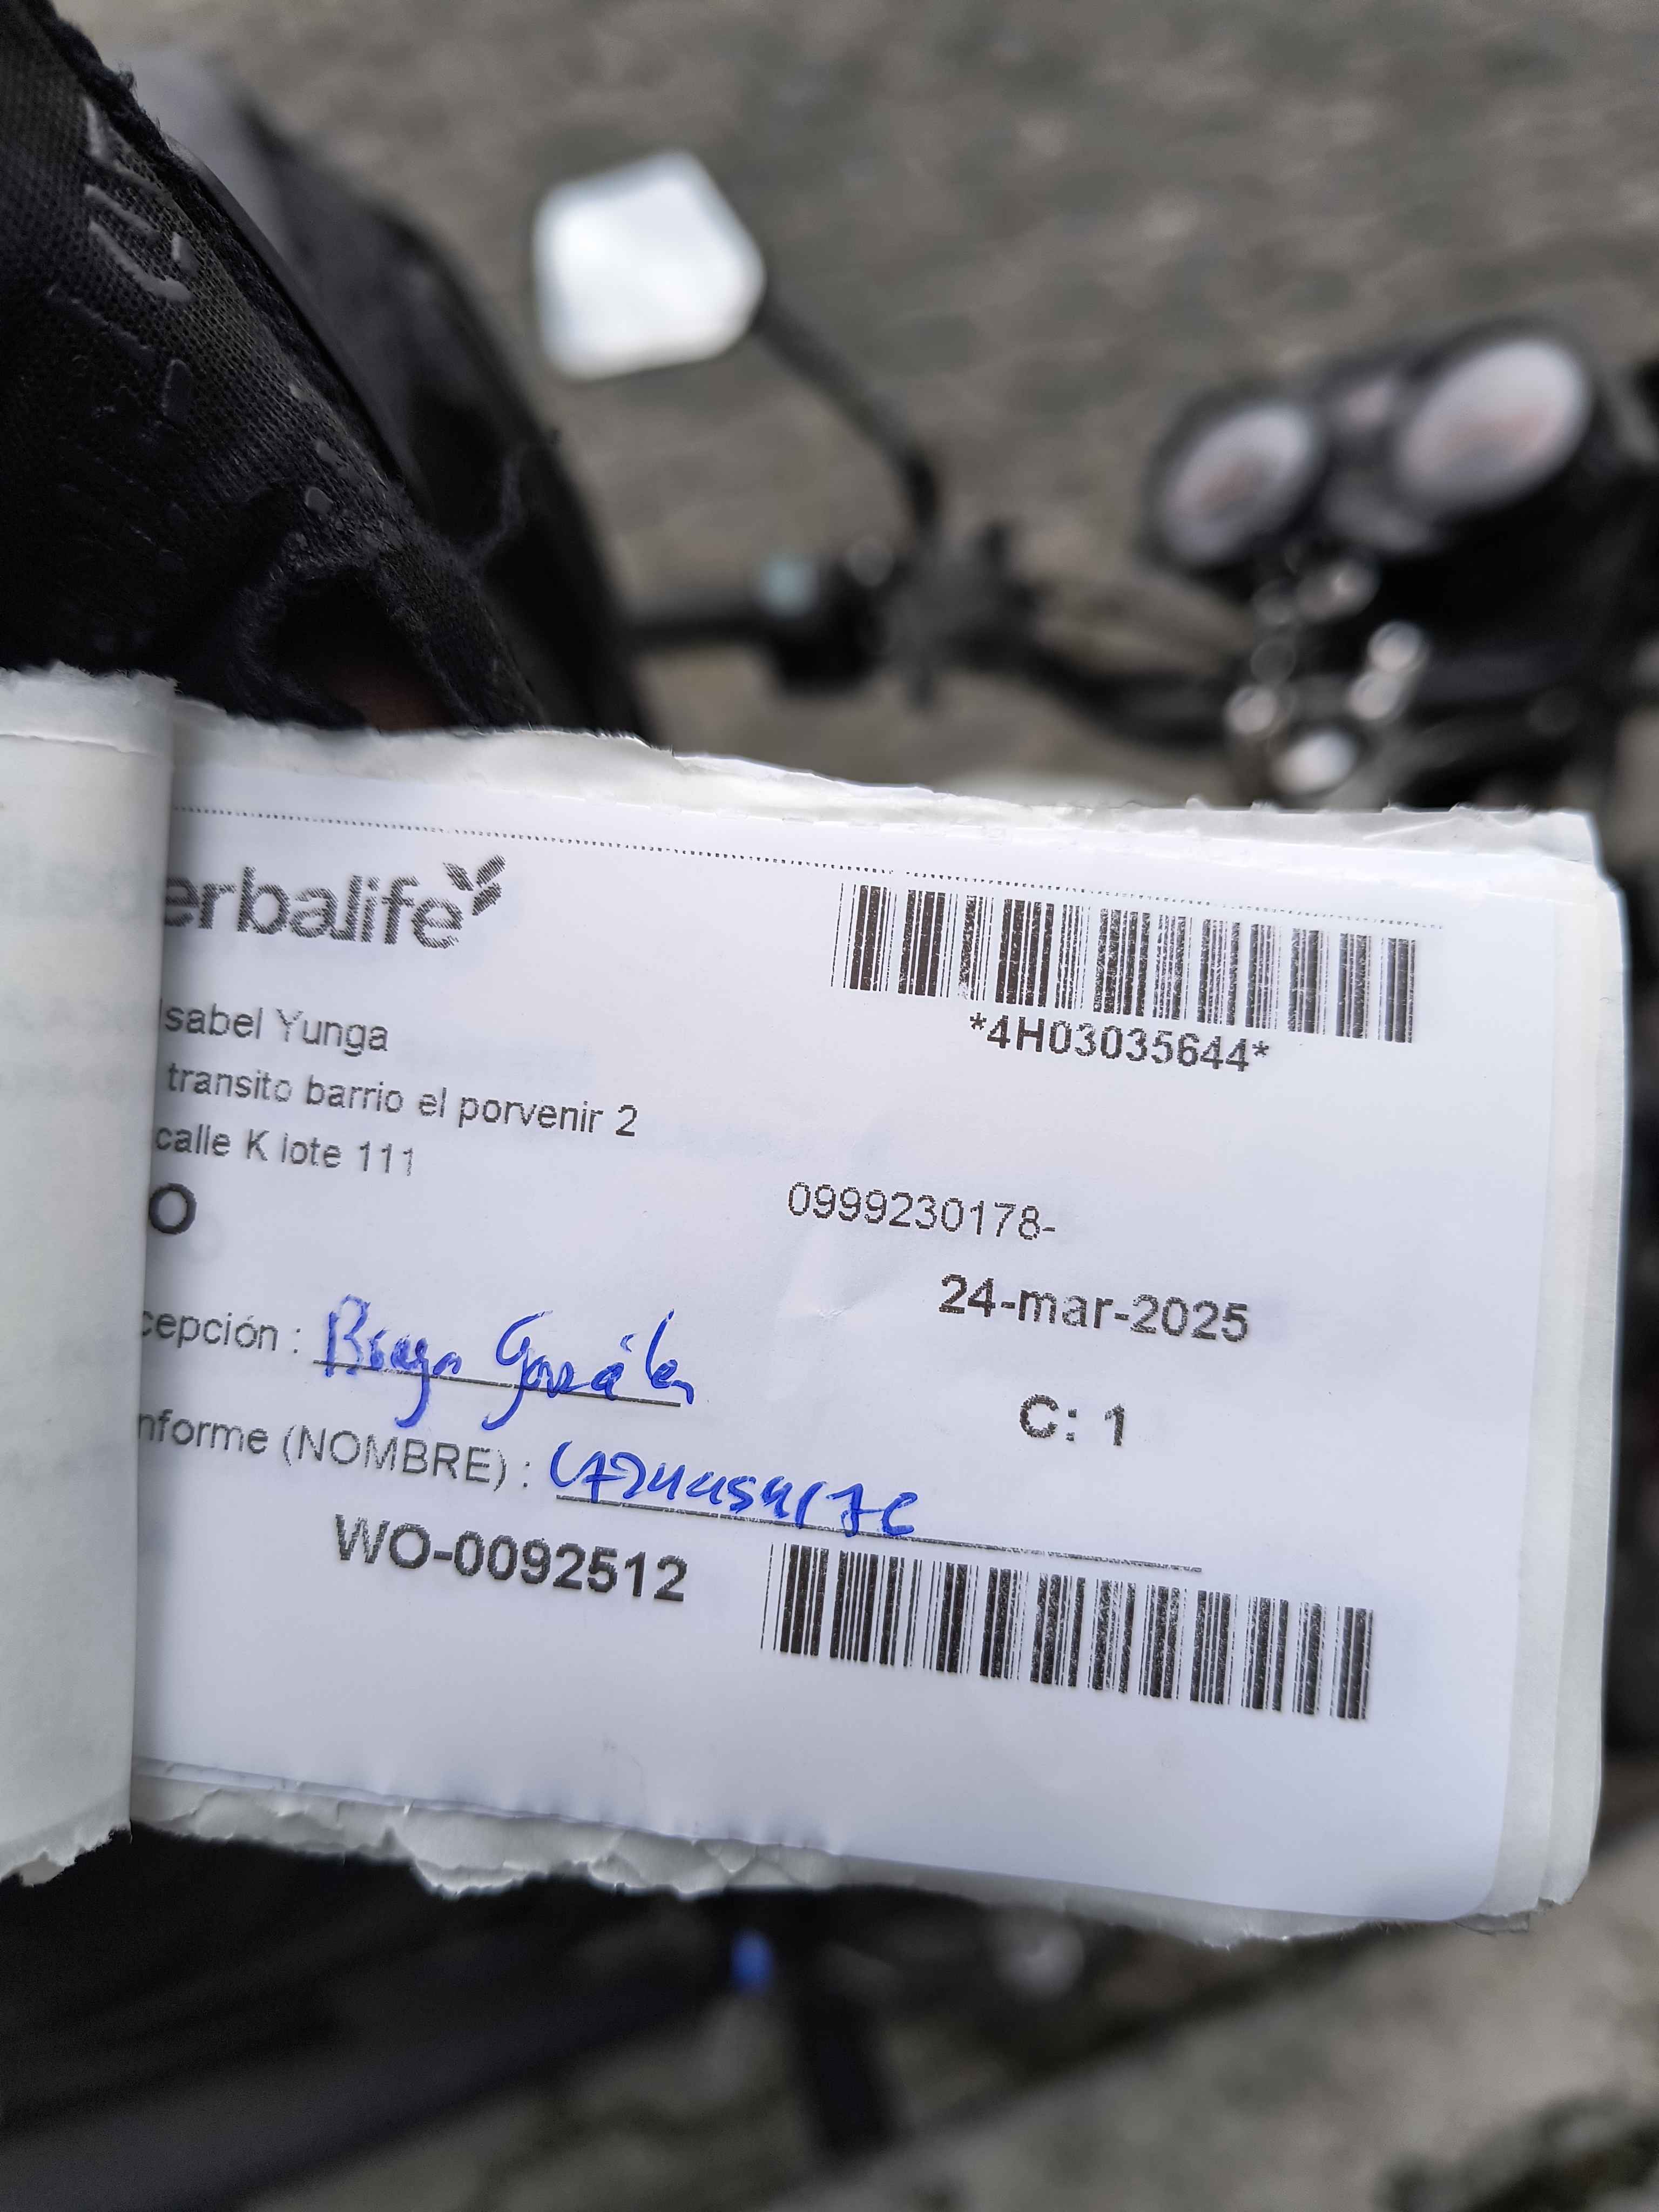 erbalife
*4H03035644*
Isabel Yunga
transito barrio el porvenir 2
calle K lote 111
O
0999230178-
24-mar-2025
cepción : González
C: 1
nforme (NOMBRE) :
WO-0092512